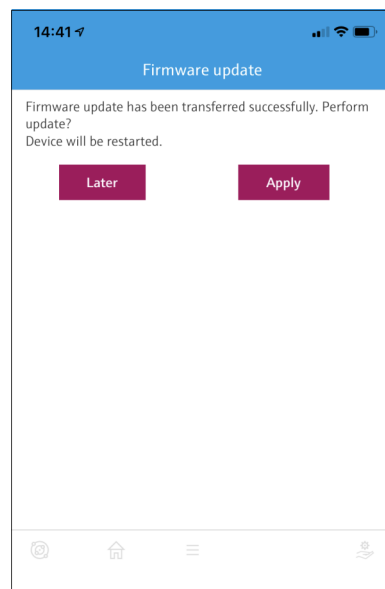 14:41
Firmware update
Firmware update has been transferred successfully. Perform
update?
Device will be restarted.
Later
Apply